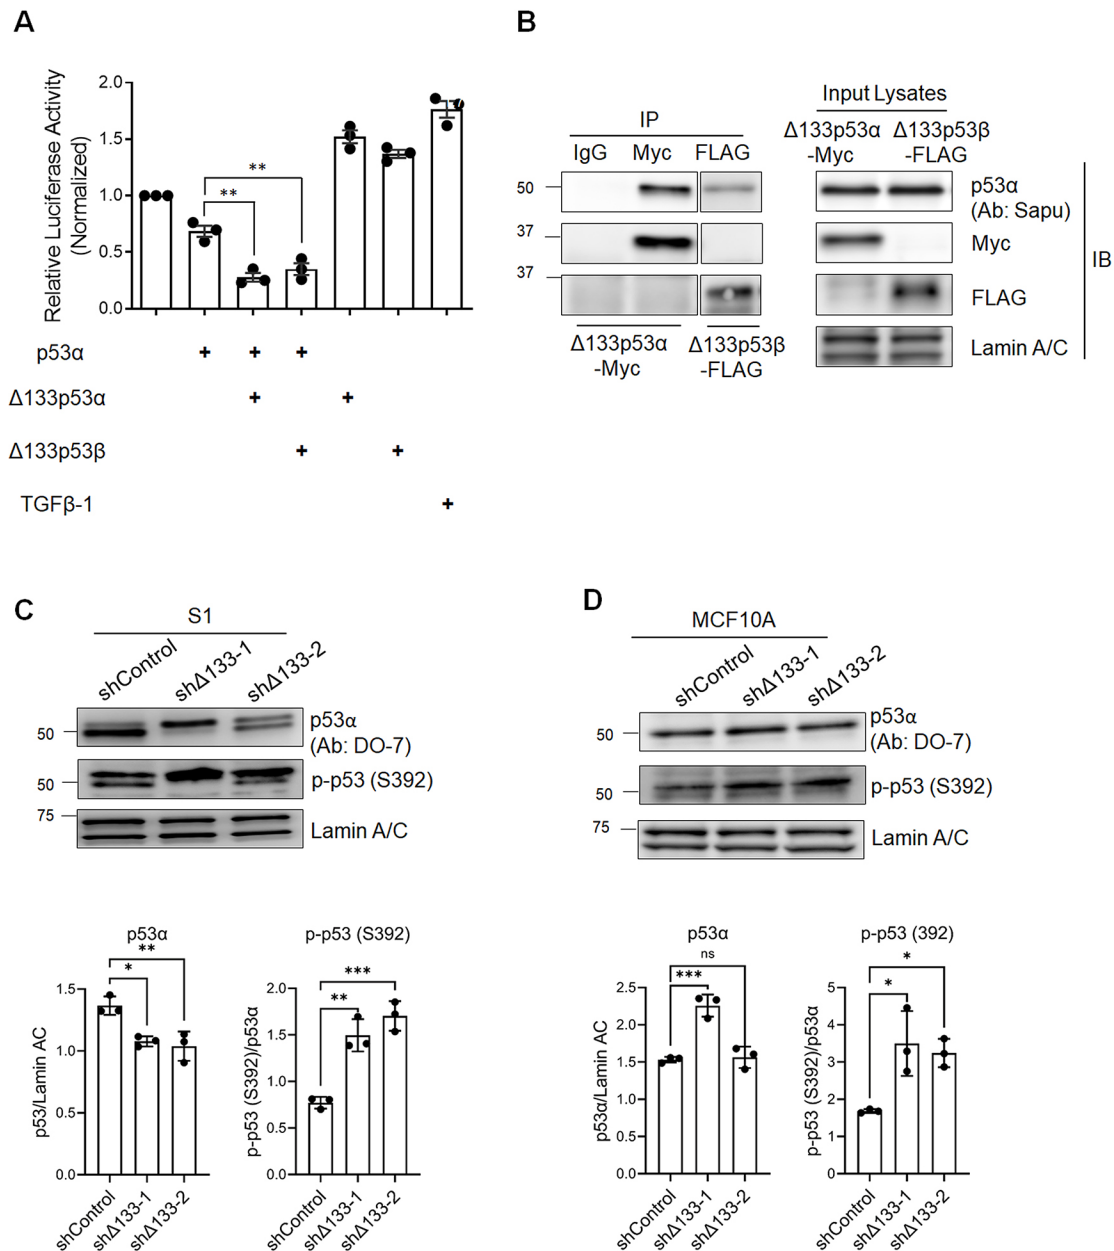 A
Relative Luciferase Activity
(Normalized)
2.0
1.5
1.0
0.5
0.0
**
**
p53α + + +
Δ133p53α + +
Δ133p53β + +
TGFβ-1 +
B
IP
IgG Myc FLAG
50
37
37
Δ133p53α
-Myc
Δ133p53β
-FLAG
Input Lysates
Δ133p53α
-Myc
Δ133p53β
-FLAG
p53α
(Ab: Sapu)
Myc
FLAG
Lamin A/C
IB
C
S1
shControl
shΔ133-1
shΔ133-2
50
p53α
(Ab: DO-7)
50
p-p53 (S392)
75
Lamin A/C
p53α
**
*
p53/Lamin AC
1.5
1.0
0.5
0.0
shControl
shΔ133-1
shΔ133-2
p-p53 (S392)
***
**
p-p53 (S392)/p53α
2.0
1.5
1.0
0.5
0.0
shControl
shΔ133-1
shΔ133-2
D
MCF10A
shControl
shΔ133-1
shΔ133-2
50
p53α
(Ab: DO-7)
50
p-p53 (S392)
75
Lamin A/C
p53α
ns
***
p53α/Lamin AC
2.5
2.0
1.5
1.0
0.5
0.0
shControl
shΔ133-1
shΔ133-2
p-p53 (392)
*
*
p-p53 (S392)/p53α
5
4
3
2
1
0
shControl
shΔ133-1
shΔ133-2